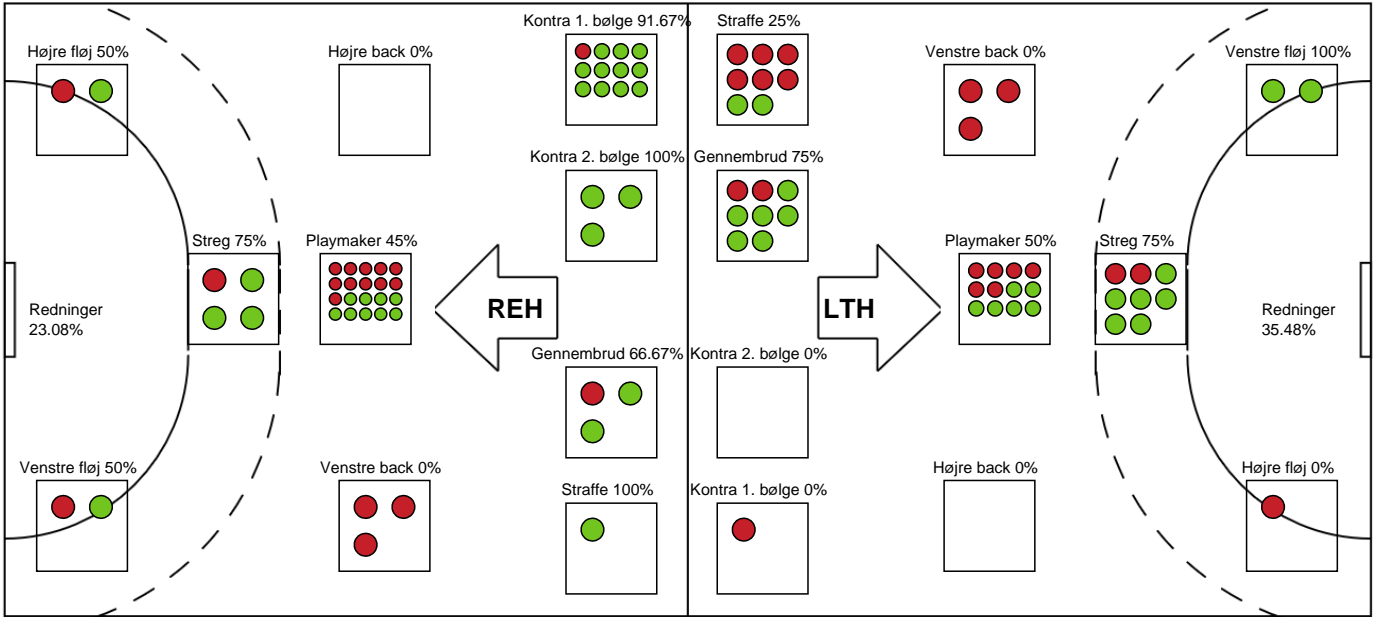 Kontra 1. bølge 91.67%
Straffe 25%
Højre fløj 50%
Højre back 0%
Venstre back 0%
Venstre fløj 100%
Kontra 2. bølge 100%
Gennembrud 75%
Streg 75%
Playmaker 45%
Playmaker 50%
Streg 75%
REH
LTH
Redninger
23.08%
Redninger
35.48%
Gennembrud 66.67%
Kontra 2. bølge 0%
Venstre fløj 50%
Venstre back 0%
Højre back 0%
Højre fløj 0%
Straffe 100%
Kontra 1. bølge 0%